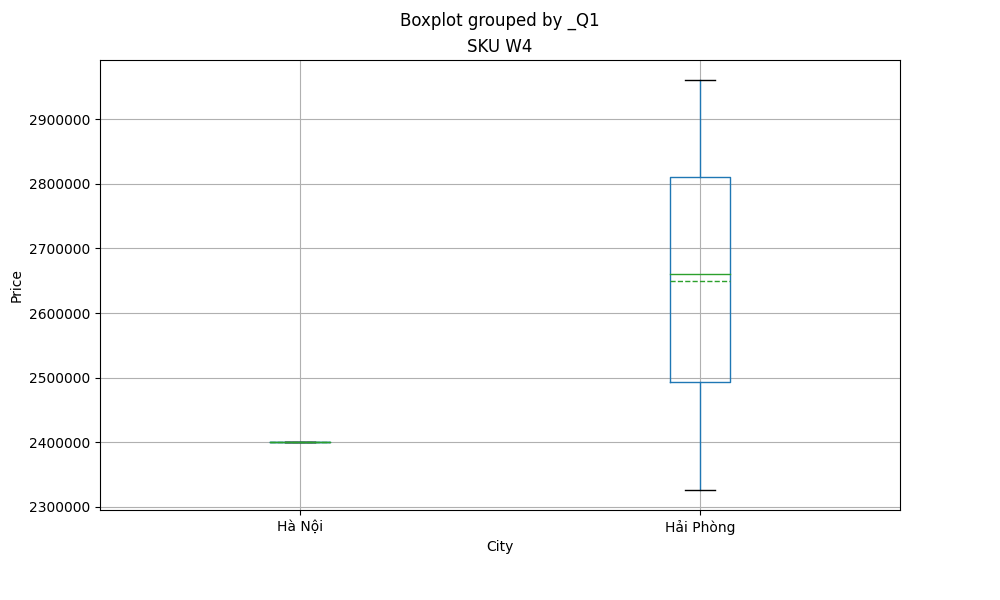 Boxplot grouped by _Q1
SKU W4
2900000
2800000
2700000
2600000
2500000
2400000
2300000
Price
Hà Nội
Hải Phòng
City